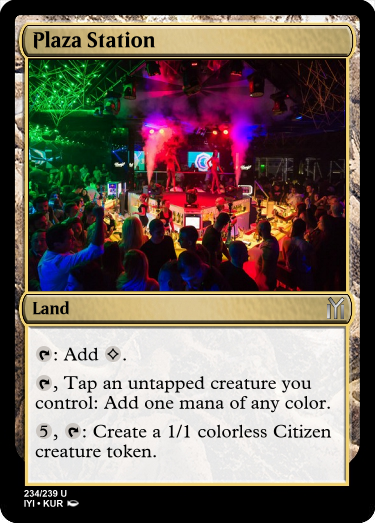 Plaza Station
Land
IYI
: Add .
, Tap an untapped creature you
control: Add one mana of any color.
5, : Create a 1/1 colorless Citizen
creature token.
234/239 U
IYI • KUR